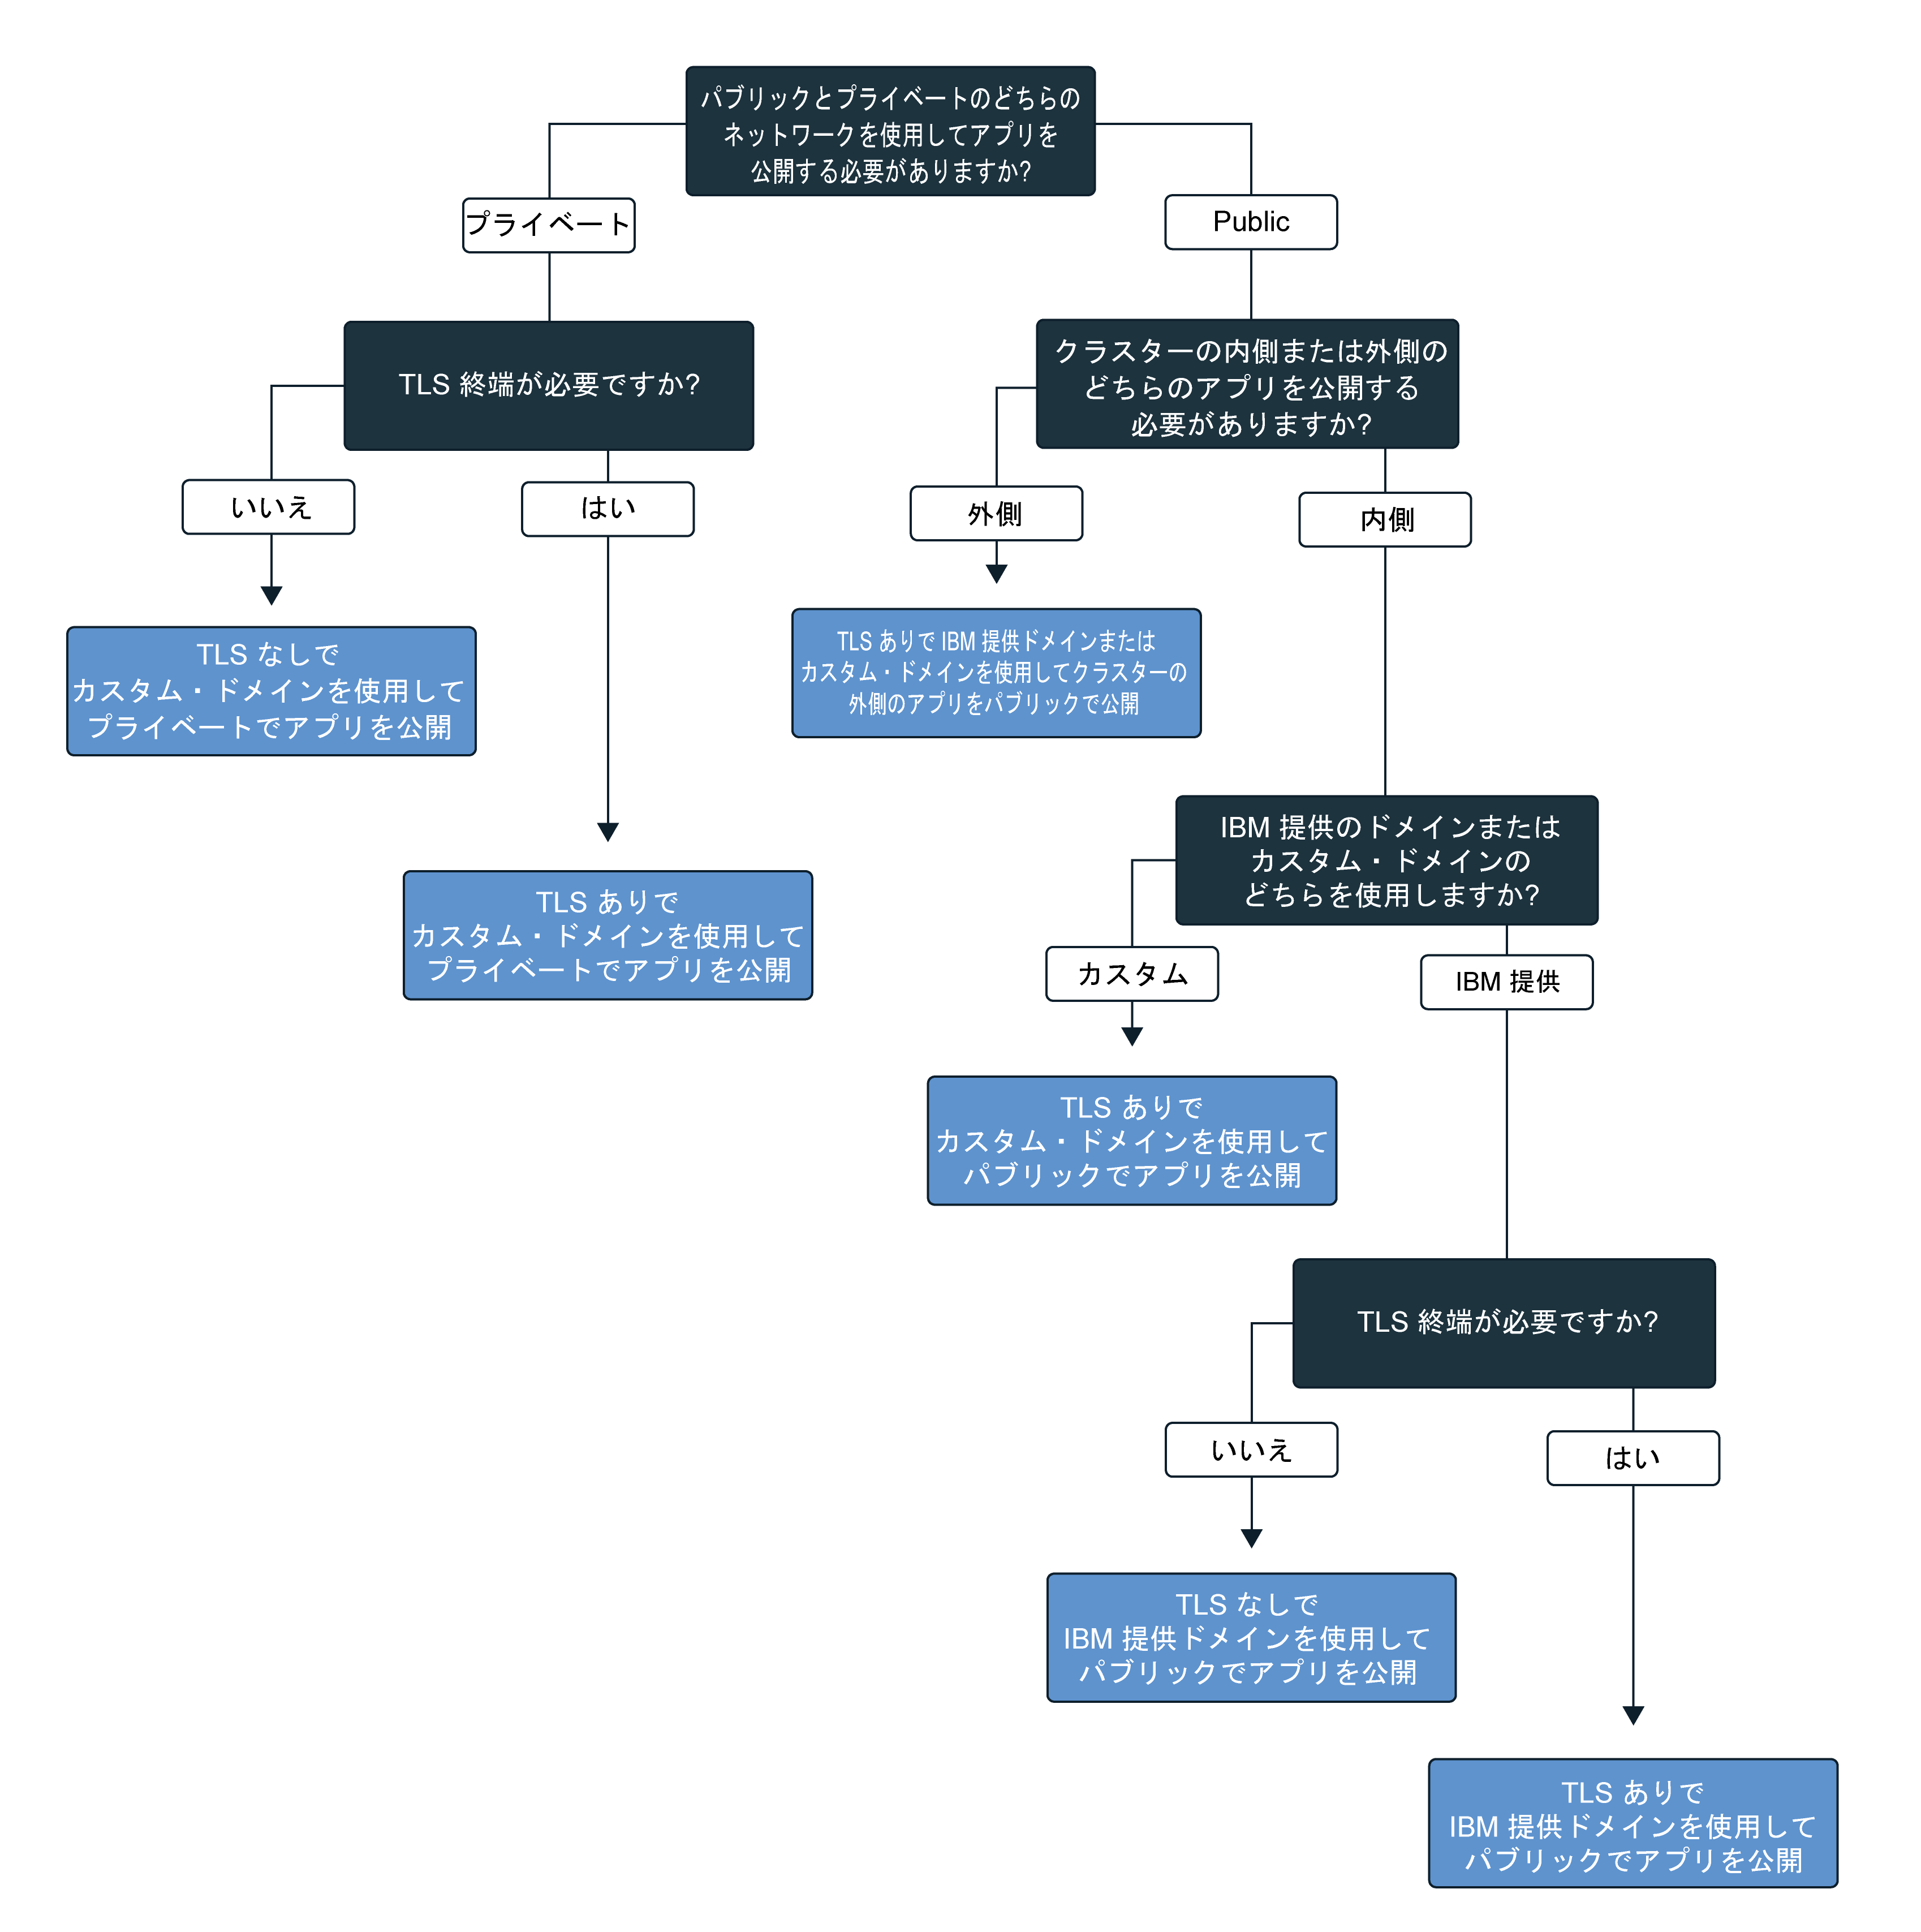 パブリックとプライベートのどちらの
ネットワークを使用してアプリを
公開する必要がありますか?
プライベート
Public
TLS 終端が必要ですか?
クラスターの内側または外側の
どちらのアプリを公開する
必要がありますか?
いいえ
はい
外側
内側
TLS なしで
カスタム・ドメインを使用して
プライベートでアプリを公開
TLS ありで IBM 提供ドメインまたは
カスタム・ドメインを使用してクラスターの
外側のアプリをパブリックで公開
IBM 提供のドメインまたは
カスタム・ドメインの
どちらを使用しますか?
TLS ありで
カスタム・ドメインを使用して
プライベートでアプリを公開
カスタム
IBM 提供
TLS ありで
カスタム・ドメインを使用して
パブリックでアプリを公開
TLS 終端が必要ですか?
いいえ
はい
TLS なしで
IBM 提供ドメインを使用して
パブリックでアプリを公開
TLS ありで
IBM 提供ドメインを使用して
パブリックでアプリを公開